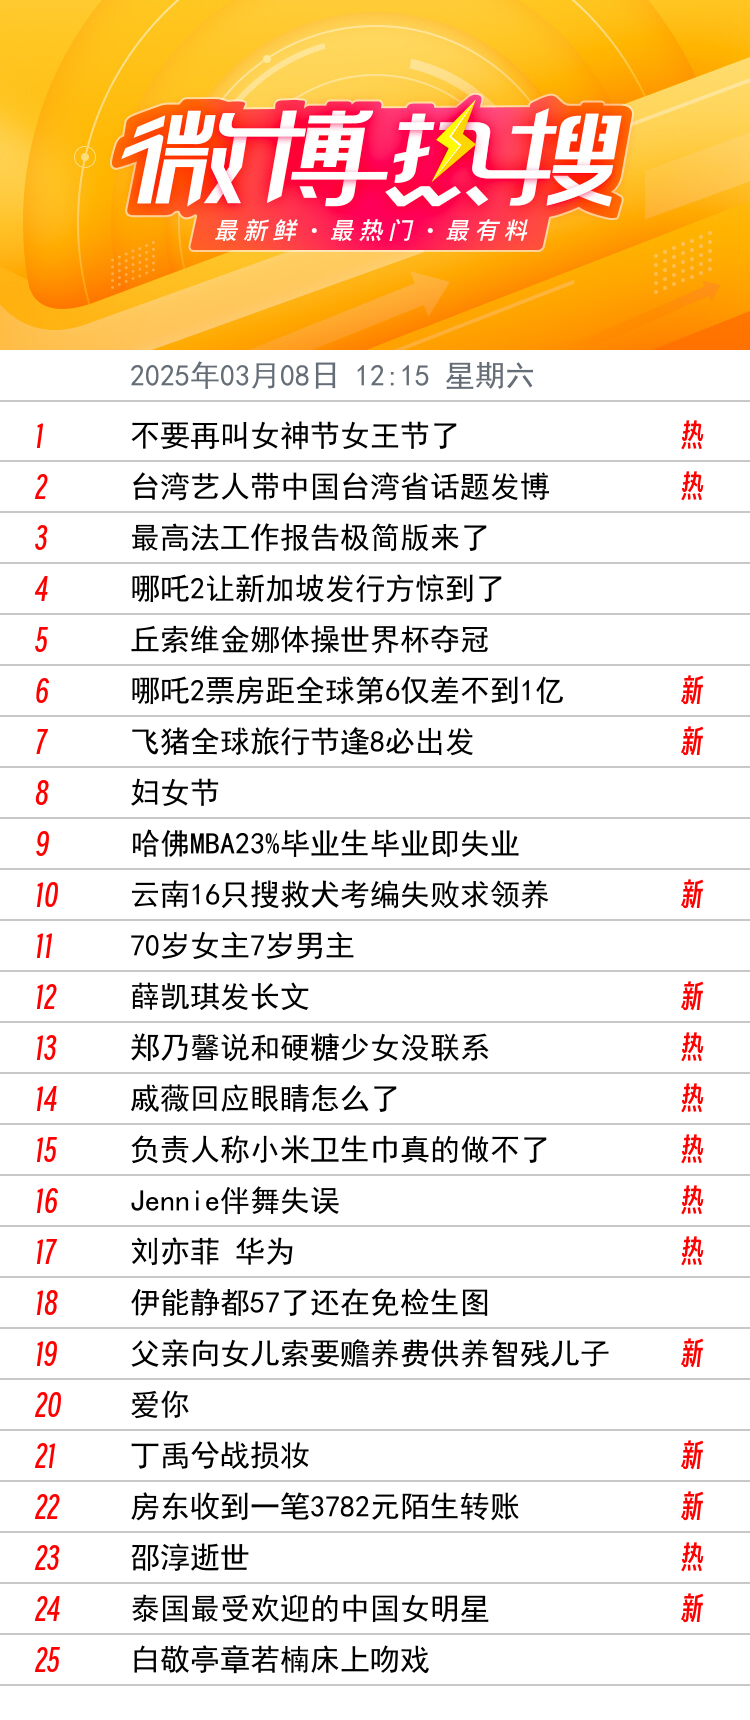 微博热搜
最新鲜·最热门·最有料
2025年03月08日 12:15 星期六
1 不要再叫女神节女王节了 热
2 台湾艺人带中国台湾省话题发博 热
3 最高法工作报告极简版来了
4 哪吒2让新加坡发行方惊到了
5 丘索维金娜体操世界杯夺冠
6 哪吒2票房距全球第6仅差不到1亿 新
7 飞猪全球旅行节逢8必出发 新
8 妇女节
9 哈佛MBA23%毕业生毕业即失业
10 云南16只搜救犬考编失败求领养 新
11 70岁女主7岁男主
12 薛凯琪发长文 新
13 郑乃馨说和硬糖少女没联系 热
14 戚薇回应眼睛怎么了 热
15 负责人称小米卫生巾真的做不了 热
16 Jennie伴舞失误 热
17 刘亦菲 华为 热
18 伊能静都57了还在免检生图
19 父亲向女儿索要赡养费供养智残儿子 新
20 爱你
21 丁禹兮战损妆 新
22 房东收到一笔3782元陌生转账 新
23 邵淳逝世 热
24 泰国最受欢迎的中国女明星 新
25 白敬亭章若楠床上吻戏